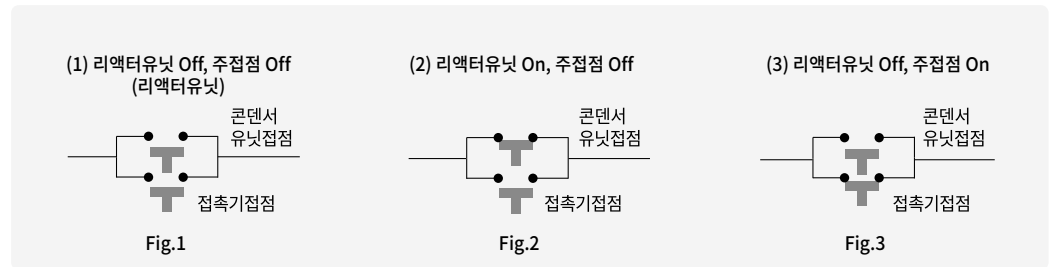 (1) 리액터유닛 Off, 주접점 Off
(리액터유닛)
콘덴서
유닛접점
접촉기접점
Fig.1
(2) 리액터유닛 On, 주접점 Off
콘덴서
유닛접점
접촉기접점
Fig.2
(3) 리액터유닛 Off, 주접점 On
콘덴서
유닛접점
접촉기접점
Fig.3